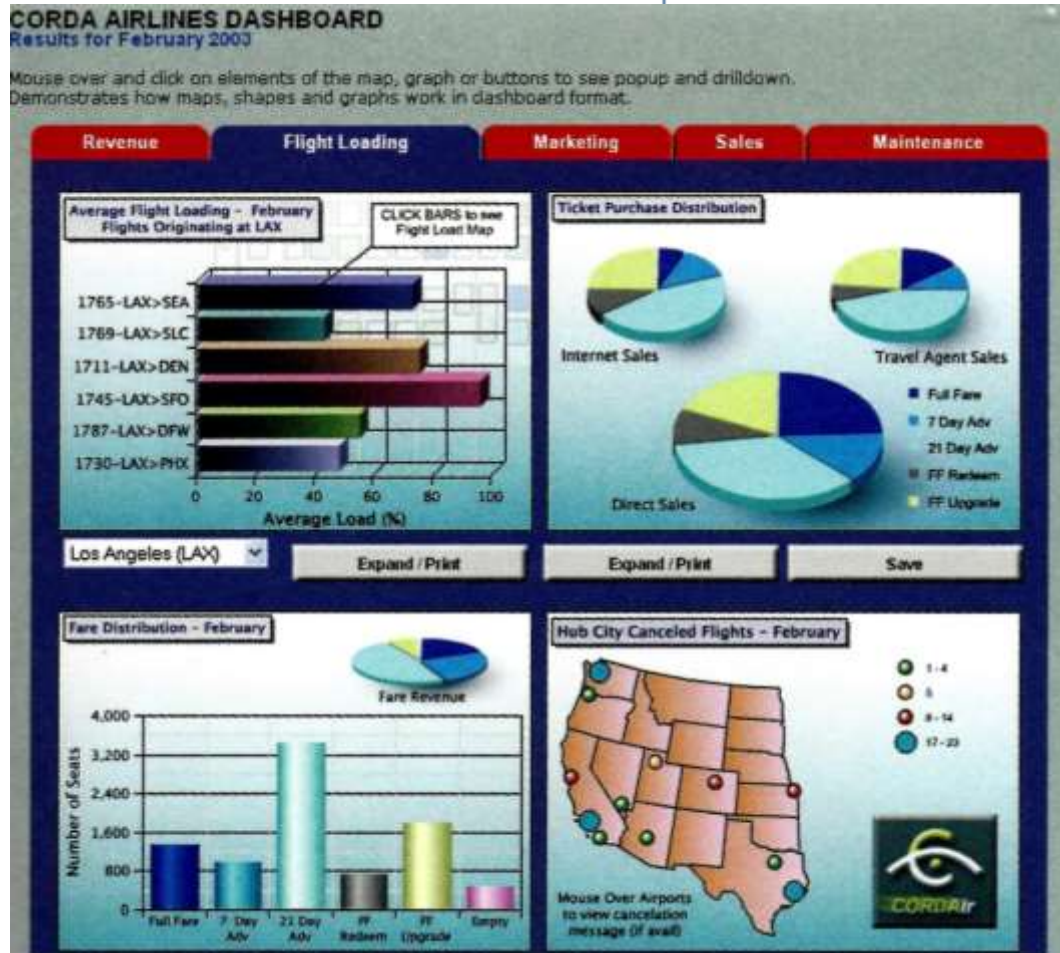 CORDA AIRLINES DASHBOARD
Results for February 2003
Mouse over and click on elements of the map, graph or buttons to see popup and drilldown.
Demonstrates how maps, shapes and graphs work in dashboard format.
Revenue
Flight Loading
Marketing
Sales
Maintenance
Average Flight Loading - February
Flights Originating at LAX
CLICK BARS to see
Flight Load Map
1765-LAX>SEA
1769-LAX>SLC
1711-LAX>DEN
1745-LAX>SFO
1787-LAX>DFW
1730-LAX>PHX
0 20 40 60 80 100
Average Load (%)
Ticket Purchase Distribution
Internet Sales
Travel Agent Sales
Direct Sales
Full Fare
7 Day Adv
21 Day Adv
FF Redeem
FF Upgrade
Los Angeles (LAX)
Expand / Print
Expand / Print
Save
Fare Distribution - February
Fare Revenue
Number of Seats
4,000
3,200
2,400
1,600
800
0
Full Fare
7 Day
Adv
21 Day
Adv
FF
Redeem
FF
Upgrade
Empty
Hub City Canceled Flights - February
1 - 4
5
8 - 14
17 - 23
Mouse Over Airports
to view cancelation
message (if avail)
CORDAir